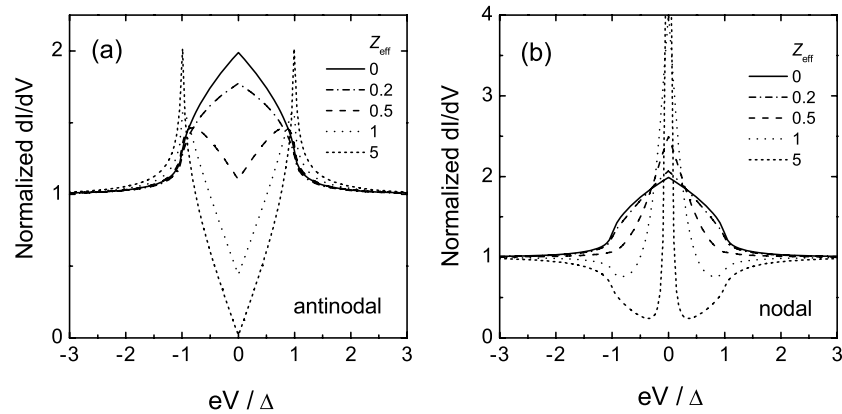 (a)
Z_eff
0
0.2
0.5
1
5
antinodal
Normalized dI/dV
2
1
0
-3 -2 -1 0 1 2 3
eV / Δ
(b)
Z_eff
0
0.2
0.5
1
5
nodal
Normalized dI/dV
4
3
2
1
0
-3 -2 -1 0 1 2 3
eV / Δ